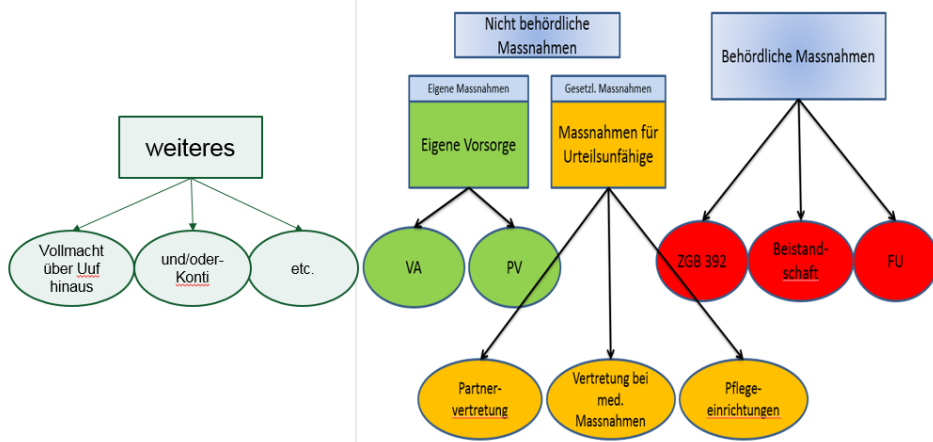 weiteres
Vollmacht
über Uuf
hinaus
und/oder-
Konti
etc.
Nicht behördliche
Massnahmen
Behördliche Massnahmen
Eigene Massnahmen
Gesetzl. Massnahmen
Eigene Vorsorge
Massnahmen für
Urteilsunfähige
VA
PV
ZGB 392
Beistand-
schaft
FU
Partner-
vertretung
Vertretung bei
med.
Massnahmen
Pflege-
einrichtungen